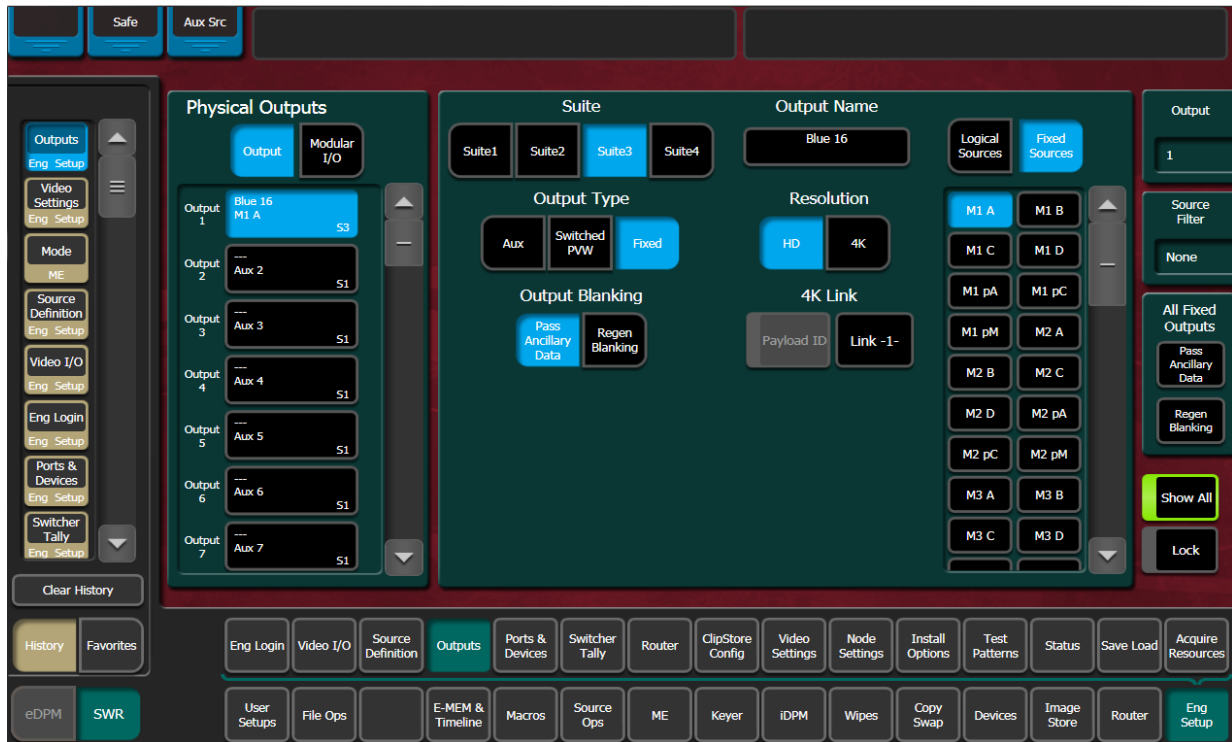 Safe
Aux Src
Outputs
Eng Setup
Video
Settings
Eng Setup
Mode
ME
Source
Definition
Eng Setup
Video I/O
Eng Setup
Eng Login
Eng Setup
Ports &
Devices
Eng Setup
Switcher
Tally
Eng Setup
Clear History
History
Favorites
eDPM
SWR
Physical Outputs
Output
Modular
I/O
Output
1
Blue 16
M1 A
S3
Output
2
---
Aux 2
S1
Output
3
---
Aux 3
S1
Output
4
---
Aux 4
S1
Output
5
---
Aux 5
S1
Output
6
---
Aux 6
S1
Output
7
---
Aux 7
S1
Suite
Suite1
Suite2
Suite3
Suite4
Output Type
Aux
Switched
PVW
Fixed
Output Blanking
Pass
Ancillary
Data
Regen
Blanking
Output Name
Blue 16
Resolution
HD
4K
4K Link
Payload ID
Link -1-
Logical
Sources
Fixed
Sources
M1 A
M1 B
M1 C
M1 D
M1 pA
M1 pC
M1 pM
M2 A
M2 B
M2 C
M2 D
M2 pA
M2 pC
M2 pM
M3 A
M3 B
M3 C
M3 D
Output
1
Source
Filter
None
All Fixed
Outputs
Pass
Ancillary
Data
Regen
Blanking
Show All
Lock
Eng Login
Video I/O
Source
Definition
Outputs
Ports &
Devices
Switcher
Tally
Router
ClipStore
Config
Video
Settings
Node
Settings
Install
Options
Test
Patterns
Status
Save Load
Acquire
Resources
User
Setups
File Ops
E-MEM &
Timeline
Macros
Source
Ops
ME
Keyer
iDPM
Wipes
Copy
Swap
Devices
Image
Store
Router
Eng
Setup